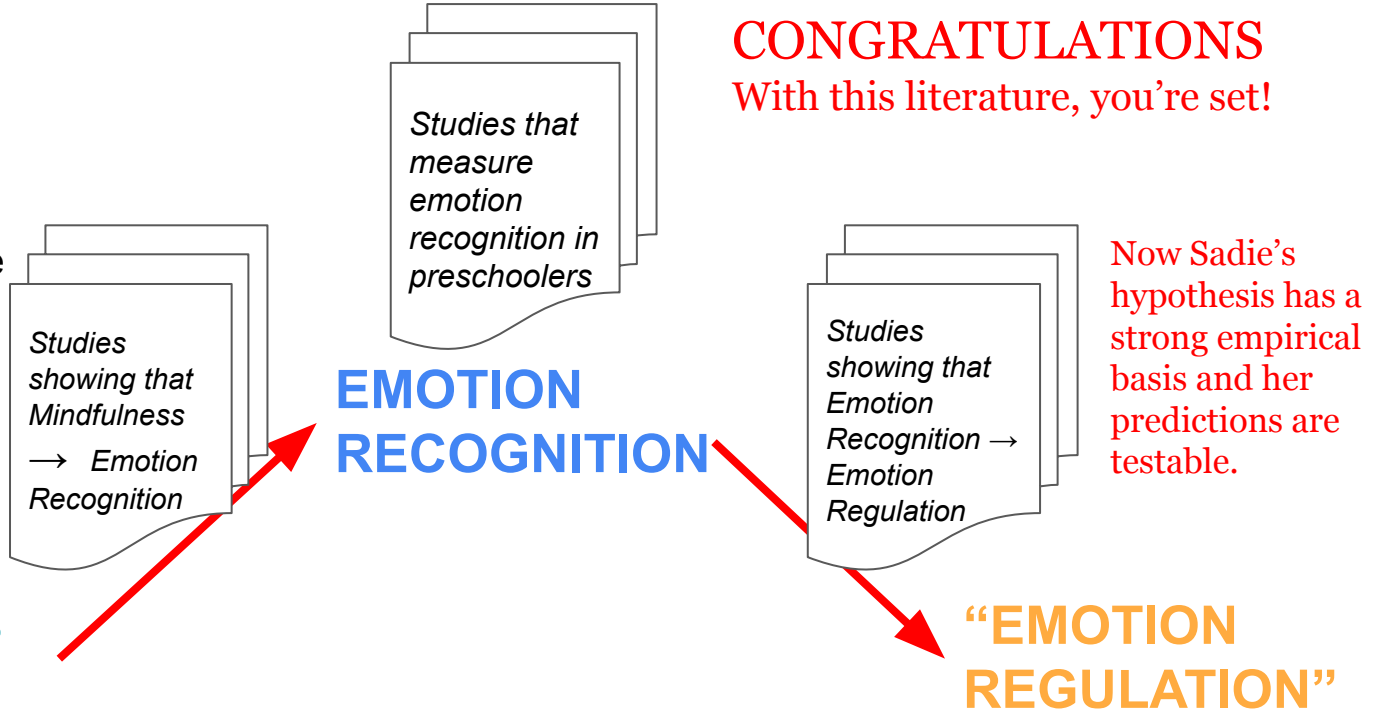 CONGRATULATIONS
With this literature, you're set!
Studies that
measure
emotion
recognition in
preschoolers
Studies
showing that
Mindfulness
→ Emotion
Recognition
EMOTION
RECOGNITION
Studies
showing that
Emotion
Recognition →
Emotion
Regulation
Now Sadie's
hypothesis has a
strong empirical
basis and her
predictions are
testable.
“EMOTION
REGULATION”